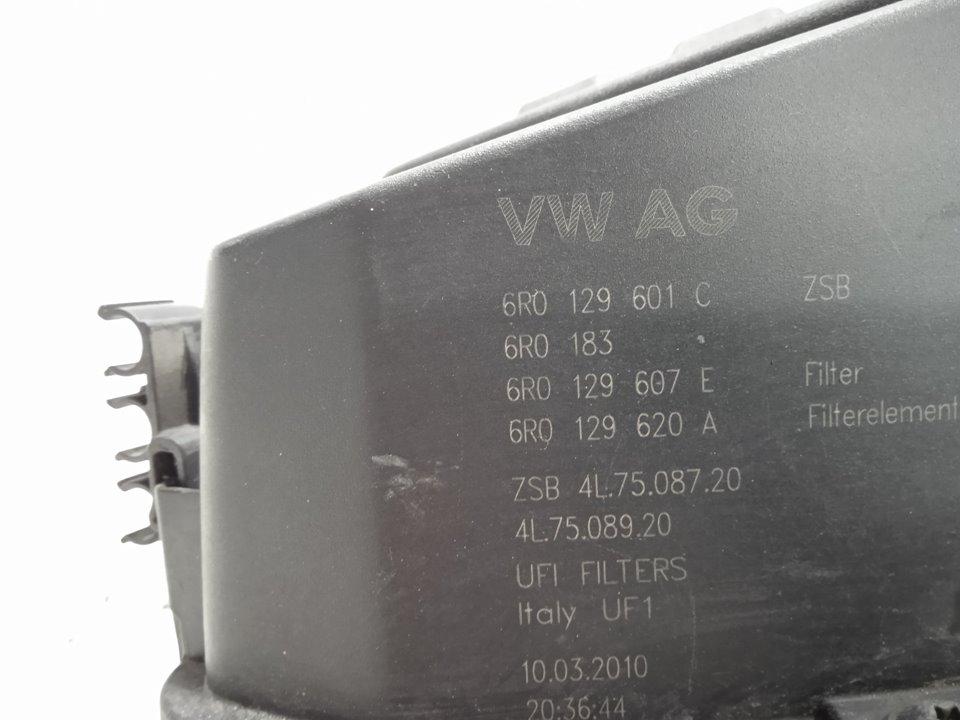 VW AG
6R0 129 601 C ZSB
6R0 183
6R0 129 607 E Filter
6R0 129 620 A Filterelement
ZSB 4L.75.087.20
4L.75.089.20
UFI FILTERS
Italy UF1
10.03.2010
20:36:44